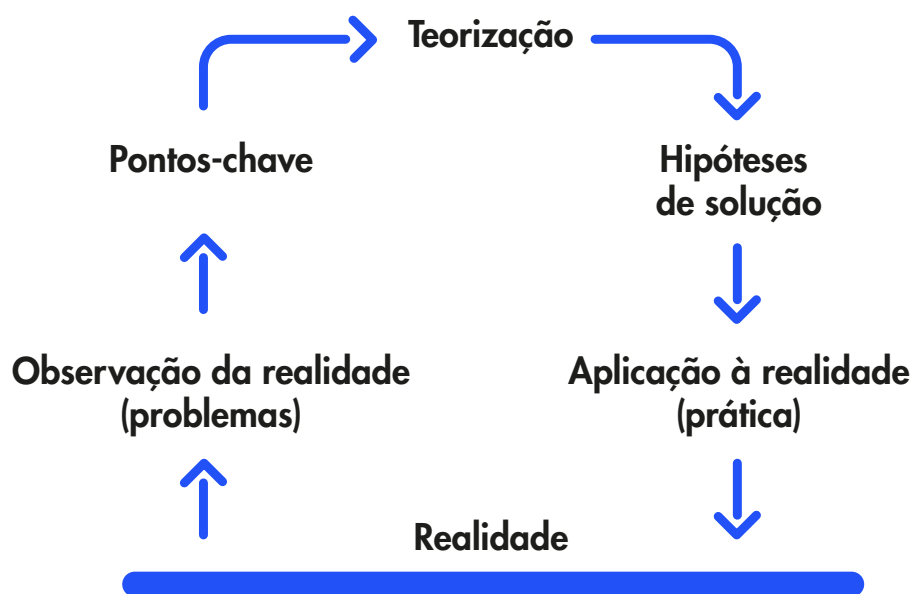 Teorização
Pontos-chave
Hipóteses
de solução
Observação da realidade
(problemas)
Aplicação à realidade
(prática)
Realidade